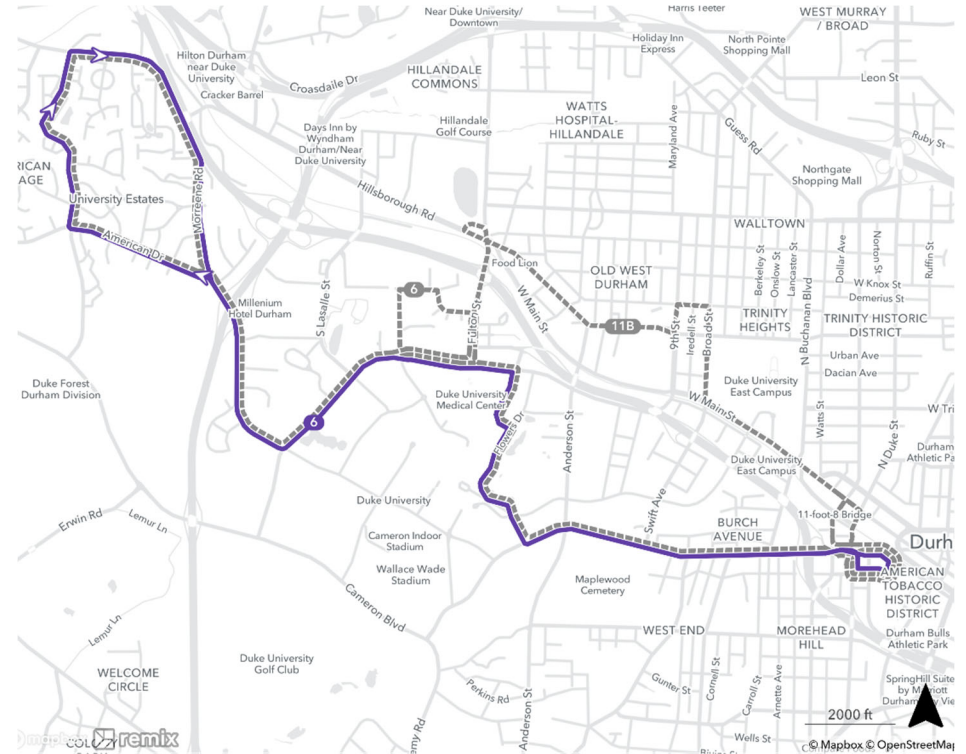 Near Duke University/
Downtown
Harris Teeter
WEST MURRAY
/ BROAD
Holiday Inn
Express
North Pointe
Shopping Mall
Hilton Durham
near Duke
University
Cracker Barrel
Croasdaile Dr
HILLANDALE
COMMONS
Leon St
WATTS
HOSPITAL-
HILLANDALE
Maryland Ave
Guess Rd
Ruby St
Days Inn by
Wyndham
Durham/Near
Duke University
Hillandale
Golf Course
Northgate
Shopping Mall
RICAN
AGE
University Estates
Morreene Rd
Hillsborough Rd
WALLTOWN
American Dr
Food Lion
OLD WEST
DURHAM
Berkeley St
Onslow St
Lancaster St
Dollar Ave
Norton St
Ruffin St
W Knox St
Demerius St
6
Millenium
Hotel Durham
S Lasalle St
Fulton St
W Main St
11B
9th St
Iredell St
Broad St
TRINITY
HEIGHTS
N Buchanan Blvd
TRINITY HISTORIC
DISTRICT
Urban Ave
Dacian Ave
Duke Forest
Durham Division
Duke University
Medical Center
Duke University
East Campus
W Main St
Watts St
W Tri
6
Flowers Dr
Anderson St
N Duke St
Durham
Athletic Pa
Duke University
East Campus
Duke University
Swift Ave
11-foot-8 Bridge
Erwin Rd
Lemur Ln
Cameron Indoor
Stadium
BURCH
AVENUE
Durh
Wallace Wade
Stadium
Maplewood
Cemetery
AMERICAN
TOBACCO
HISTORIC
DISTRICT
Cameron Blvd
Lemur Ln
WEST END
MOREHEAD
HILL
Durham Bulls
Athletic Park
Duke University
Golf Club
WELCOME
CIRCLE
Perkins Rd
Anderson St
Gunter St
Cornell St
Carroll St
Arnette Ave
SpringHill Suite
by Marriott
2000 ft
Wells St
mapbox
remix
© Mapbox © OpenStreetMap